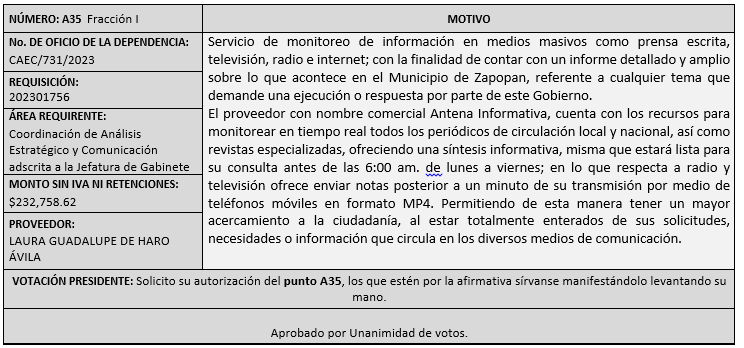 NÚMERO: A35 Fracción I
MOTIVO
No. DE OFICIO DE LA DEPENDENCIA:
CAEC/731/2023
REQUISICIÓN:
202301756
ÁREA REQUIRENTE:
Coordinación de Análisis
Estratégico y Comunicación
adscrita a la Jefatura de Gabinete
MONTO SIN IVA NI RETENCIONES:
$232,758.62
PROVEEDOR:
LAURA GUADALUPE DE HARO
ÁVILA
Servicio de monitoreo de información en medios masivos como prensa escrita,
televisión, radio e internet; con la finalidad de contar con un informe detallado y amplio
sobre lo que acontece en el Municipio de Zapopan, referente a cualquier tema que
demande una ejecución o respuesta por parte de este Gobierno.
El proveedor con nombre comercial Antena Informativa, cuenta con los recursos para
monitorear en tiempo real todos los periódicos de circulación local y nacional, así como
revistas especializadas, ofreciendo una síntesis informativa, misma que estará lista para
su consulta antes de las 6:00 am. de lunes a viernes; en lo que respecta a radio y
televisión ofrece enviar notas posterior a un minuto de su transmisión por medio de
teléfonos móviles en formato MP4. Permitiendo de esta manera tener un mayor
acercamiento a la ciudadanía, al estar totalmente enterados de sus solicitudes,
necesidades o información que circula en los diversos medios de comunicación.
VOTACIÓN PRESIDENTE: Solicito su autorización del punto A35, los que estén por la afirmativa sírvanse manifestándolo levantando su
mano.
Aprobado por Unanimidad de votos.